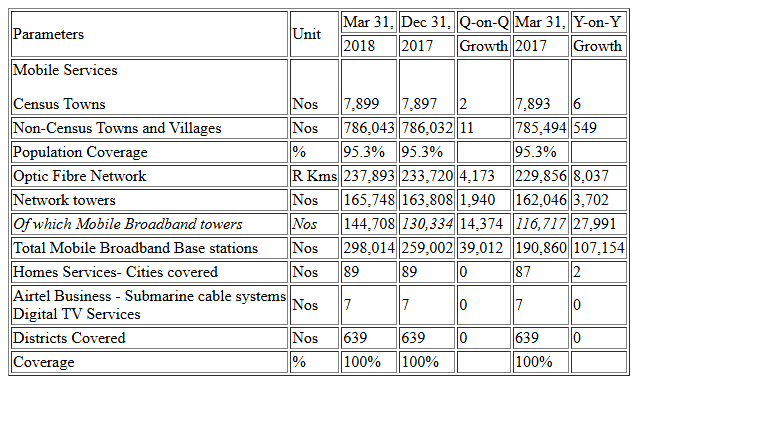 Parameters Unit Mar 31, Dec 31, Q-on-Q Mar 31, Y-on-Y
2018 2017 Growth 2017 Growth
Mobile Services
Census Towns Nos 7,899 7,897 2 7,893 6
Non-Census Towns and Villages Nos 786,043 786,032 11 785,494 549
Population Coverage % 95.3% 95.3% 95.3%
Optic Fibre Network R Kms 237,893 233,720 4,173 229,856 8,037
Network towers Nos 165,748 163,808 1,940 162,046 3,702
Of which Mobile Broadband towers Nos 144,708 130,334 14,374 116,717 27,991
Total Mobile Broadband Base stations Nos 298,014 259,002 39,012 190,860 107,154
Homes Services- Cities covered Nos 89 89 0 87 2
Airtel Business - Submarine cable systems Nos 7 7 0 7 0
Digital TV Services
Districts Covered Nos 639 639 0 639 0
Coverage % 100% 100% 100%